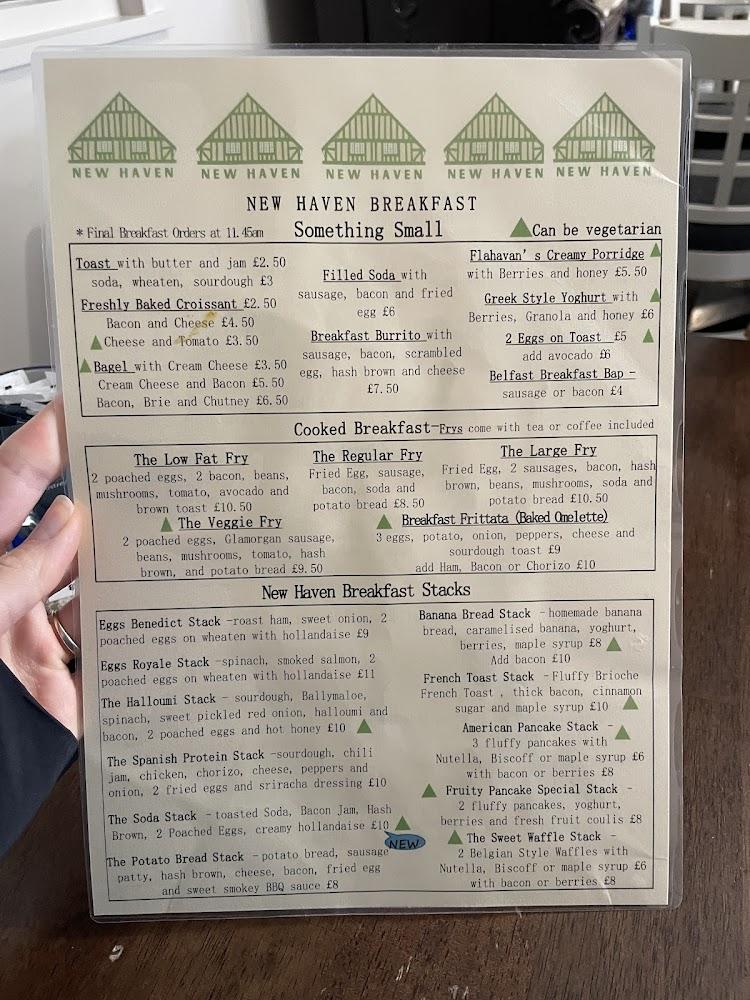 NEW HAVEN NEW HAVEN NEW HAVEN NEW HAVEN NEW HAVEN
NEW HAVEN BREAKFAST
* Final Breakfast Orders at 11.45am
Something Small
Can be vegetarian
Toast with butter and jam £2.50
soda, wheaten, sourdough £3
Freshly Baked Croissant £2.50
Bacon and Cheese £4.50
Cheese and Tomato £3.50
Bagel with Cream Cheese £3.50
Cream Cheese and Bacon £5.50
Bacon, Brie and Chutney £6.50
Filled Soda with
sausage, bacon and fried
egg £6
Breakfast Burrito with
sausage, bacon, scrambled
egg, hash brown and cheese
£7.50
Flahavan's Creamy Porridge
with Berries and honey £5.50
Greek Style Yoghurt with
Berries, Granola and honey £6
2 Eggs on Toast £5
add avocado £6
Belfast Breakfast Bap -
sausage or bacon £4
Cooked Breakfast-Frys come with tea or coffee included
The Low Fat Fry
2 poached eggs, 2 bacon, beans,
mushrooms, tomato, avocado and
brown toast £10.50
The Regular Fry
Fried Egg, sausage,
bacon, soda and
potato bread £8.50
The Large Fry
Fried Egg, 2 sausages, bacon, hash
brown, beans, mushrooms, soda and
potato bread £10.50
The Veggie Fry
2 poached eggs, Glamorgan sausage,
beans, mushrooms, tomato, hash
brown, and potato bread £9.50
Breakfast Frittata (Baked Omelette)
3 eggs, potato, onion, peppers, cheese and
sourdough toast £9
add Ham, Bacon or Chorizo £10
New Haven Breakfast Stacks
Eggs Benedict Stack -roast ham, sweet onion, 2
poached eggs on wheaten with hollandaise £9
Eggs Royale Stack -spinach, smoked salmon, 2
poached eggs on wheaten with hollandaise £11
The Halloumi Stack - sourdough, Ballymaloe,
spinach, sweet pickled red onion, halloumi and
bacon, 2 poached eggs and hot honey £10
The Spanish Protein Stack -sourdough, chili
jam, chicken, chorizo, cheese, peppers and
onion, 2 fried eggs and sriracha dressing £10
The Soda Stack - toasted Soda, Bacon Jam, Hash
Brown, 2 Poached Eggs, creamy hollandaise £10
NEW
The Potato Bread Stack - potato bread, sausage
patty, hash brown, cheese, bacon, fried egg
and sweet smokey BBQ sauce £8
Banana Bread Stack - homemade banana
bread, caramelised banana, yoghurt,
berries, maple syrup £8
Add bacon £10
French Toast Stack - Fluffy Brioche
French Toast , thick bacon, cinnamon
sugar and maple syrup £10
American Pancake Stack -
3 fluffy pancakes with
Nutella, Biscoff or maple syrup £6
with bacon or berries £8
Fruity Pancake Special Stack -
2 fluffy pancakes, yoghurt,
berries and fresh fruit coulis £8
The Sweet Waffle Stack -
2 Belgian Style Waffles with
Nutella, Biscoff or maple syrup £6
with bacon or berries £8